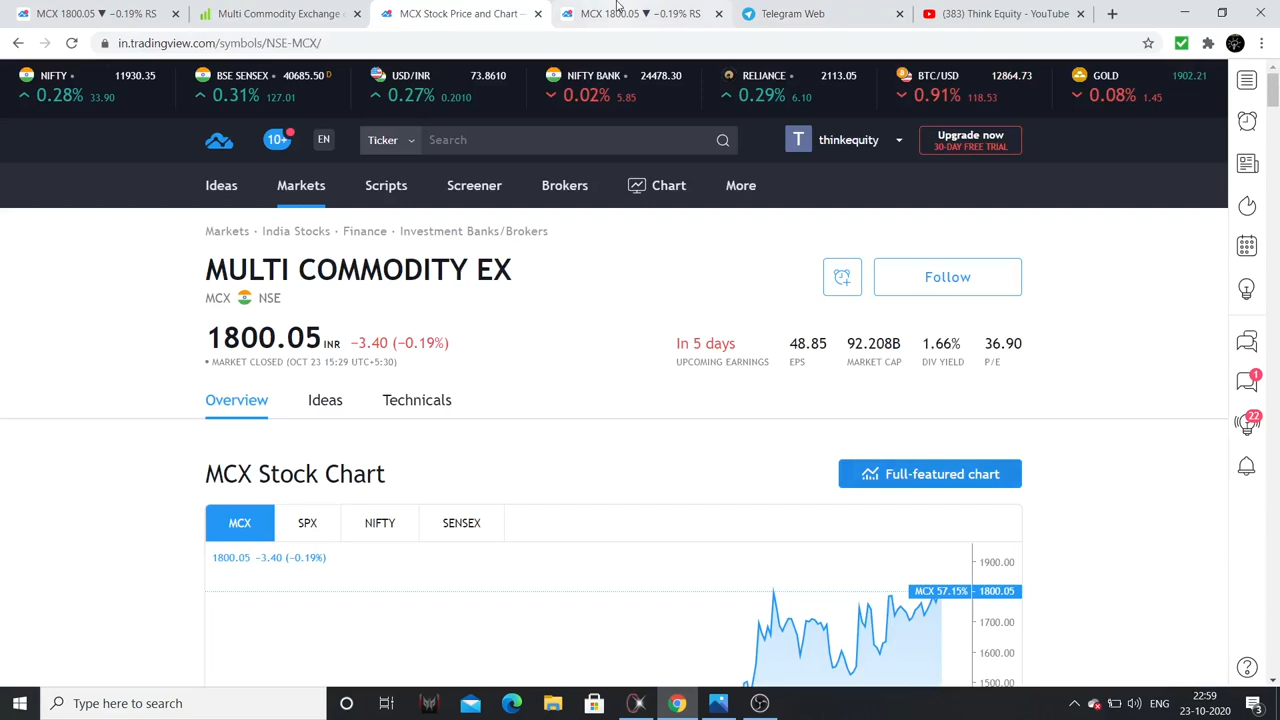 MCX 1800.05 ▼ −0.19% RS
Multi Commodity Exchange o
MCX Stock Price and Chart —
MCX 1800.05 ▼ −0.19% RS
Telegram Web
(383) Think Equity - YouTube
in.tradingview.com/symbols/NSE-MCX/
NIFTY 11930.35
0.28% 33.90
BSE SENSEX 40685.50 D
0.31% 127.01
USD/INR 73.8610
0.27% 0.2010
NIFTY BANK 24478.30
0.02% 5.85
RELIANCE 2113.05
0.29% 6.10
BTC/USD 12864.73
0.91% 118.53
GOLD 1902.21
0.08% 1.45
10+ EN Ticker Search T thinkequity
Upgrade now
30-DAY FREE TRIAL
Ideas Markets Scripts Screener Brokers Chart More
Markets · India Stocks · Finance · Investment Banks/Brokers
MULTI COMMODITY EX
MCX NSE
Follow
1800.05 INR −3.40 (−0.19%)
• MARKET CLOSED (OCT 23 15:29 UTC+5:30)
In 5 days 48.85 92.208B 1.66% 36.90
UPCOMING EARNINGS EPS MARKET CAP DIV YIELD P/E
Overview Ideas Technicals
MCX Stock Chart
Full-featured chart
MCX SPX NIFTY SENSEX
1800.05 −3.40 (−0.19%)
1900.00
MCX 57.15% 1800.05
1700.00
1600.00
1500.00
1
22
Type here to search
ENG
22:59
23-10-2020
3